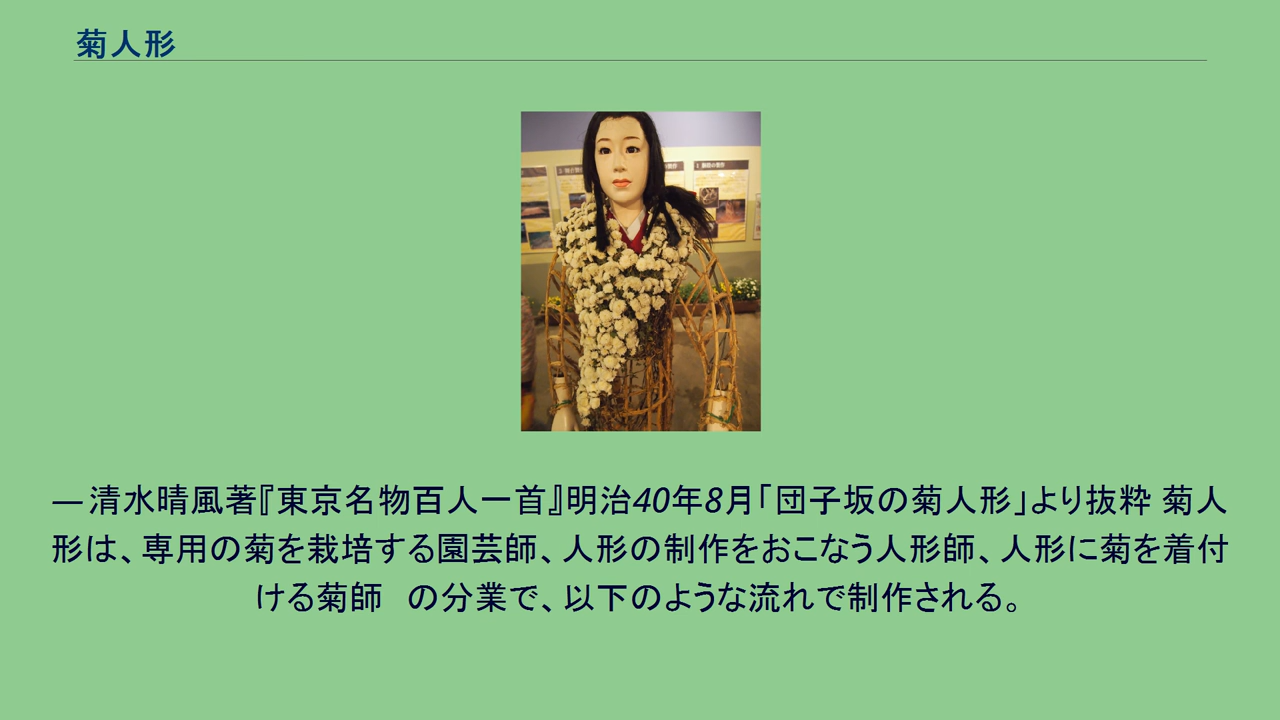 菊人形
— 清水晴風著『東京名物百人一首』明治40年8月「団子坂の菊人形」より抜粋 菊人
形は、専用の菊を栽培する園芸師、人形の制作をおこなう人形師、人形に菊を着付
ける菊師　の分業で、以下のような流れで制作される。